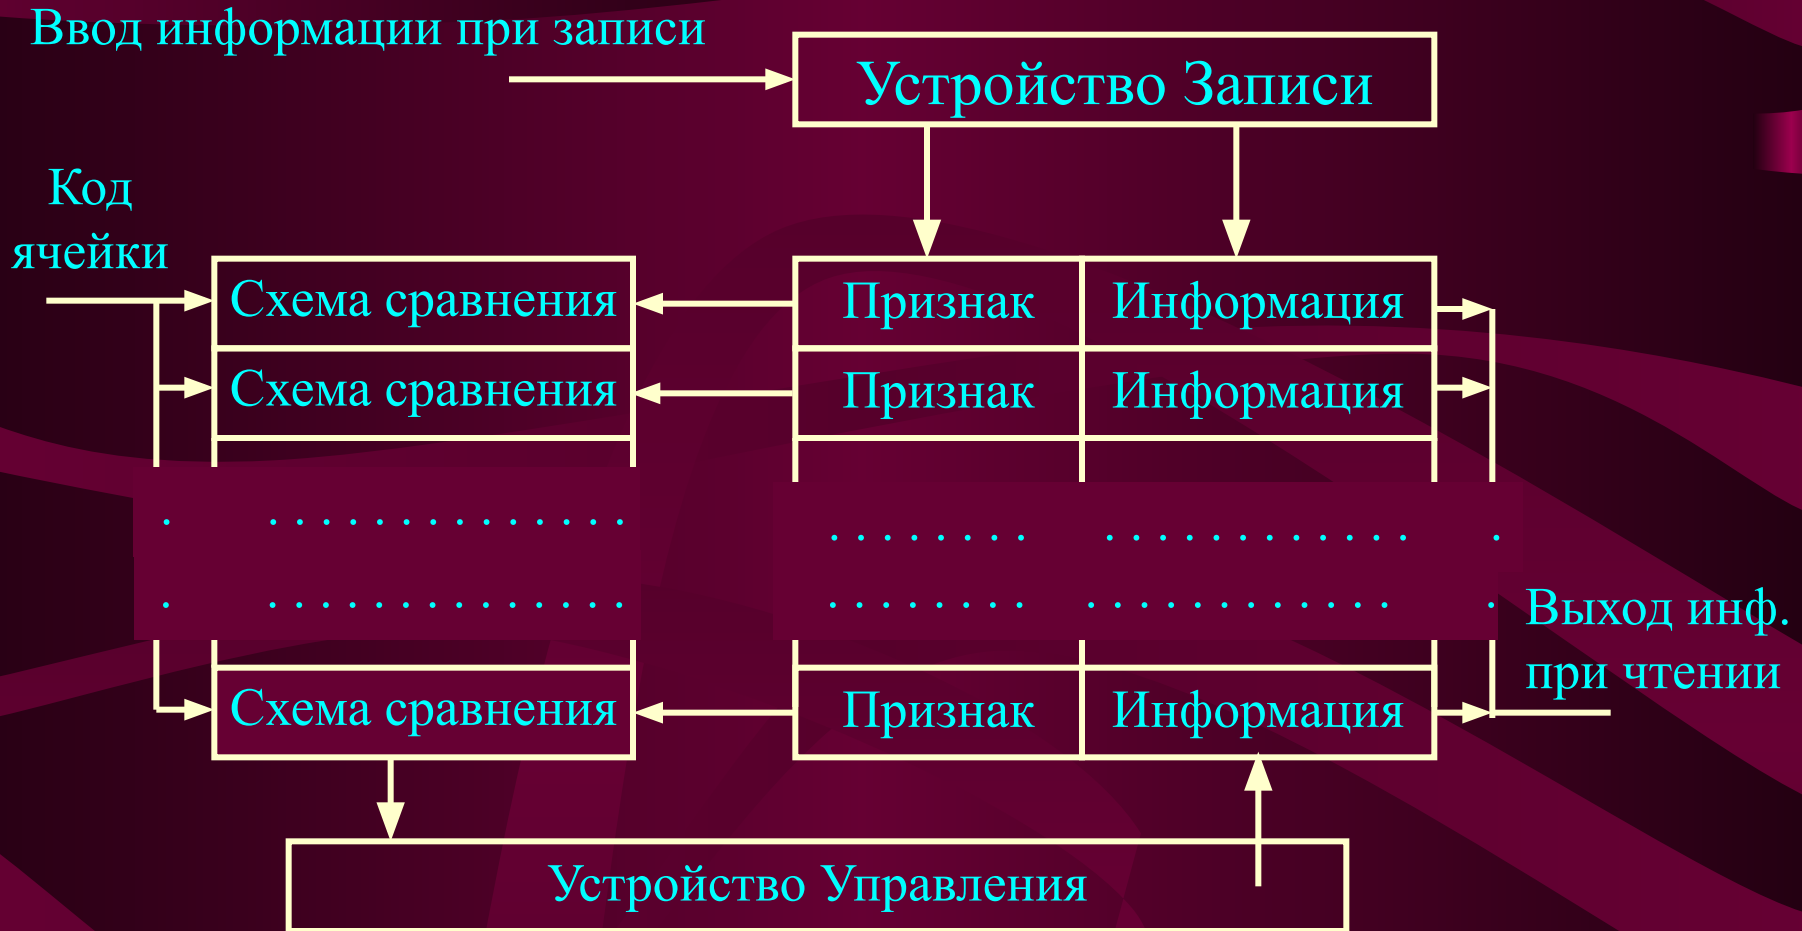 Ввод информации при записи
Устройство Записи
Код
ячейки
Схема сравнения
Признак
Информация
Схема сравнения
Признак
Информация
. . . . . . . . . . . . . . . . . . . . . . . . . . . . . . . . . . . .
. . . . . . . . . . . . . . . . . . . . . . . . . . . . . . . . . . . .
Выход инф.
при чтении
Схема сравнения
Признак
Информация
Устройство Управления